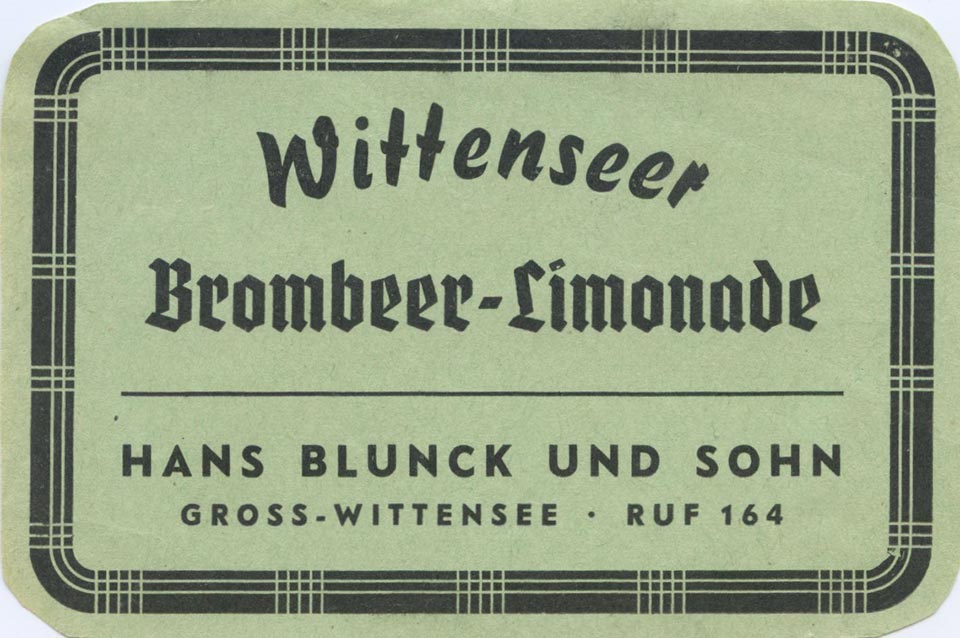 Wittenseer
Brombeer-Limonade
HANS BLUNCK UND SOHN
GROSS-WITTENSEE · RUF 164